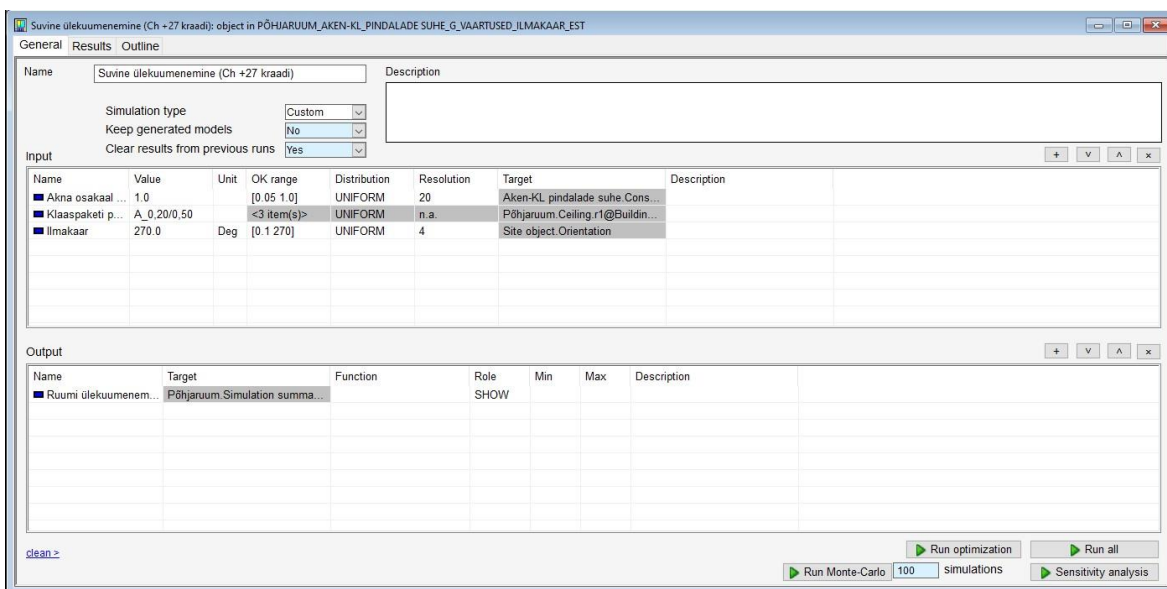 Suvine ülekuumenemine (Ch +27 kraadi): object in PÕHJARUUM_AKEN-KL_PINDALADE SUHE_G_VAARTUSED_ILMAKAAR_EST
General Results Outline
Name Suvine ülekuumenemine (Ch +27 kraadi) Description
Simulation type Custom
Keep generated models No
Clear results from previous runs Yes
Input + v ʌ x
Name Value Unit OK range Distribution Resolution Target Description
Akna osakaal ... 1.0 [0.05 1.0] UNIFORM 20 Aken-KL pindalade suhe.Cons...
Klaaspaketi p... A_0,20/0,50 <3 item(s)> UNIFORM n.a. Põhjaruum.Ceiling.r1@Buildin...
Ilmakaar 270.0 Deg [0.1 270] UNIFORM 4 Site object.Orientation
Output + v ʌ x
Name Target Function Role Min Max Description
Ruumi ülekuumenem... Põhjaruum.Simulation summa... SHOW
clean > Run optimization Run all
Run Monte-Carlo 100 simulations Sensitivity analysis